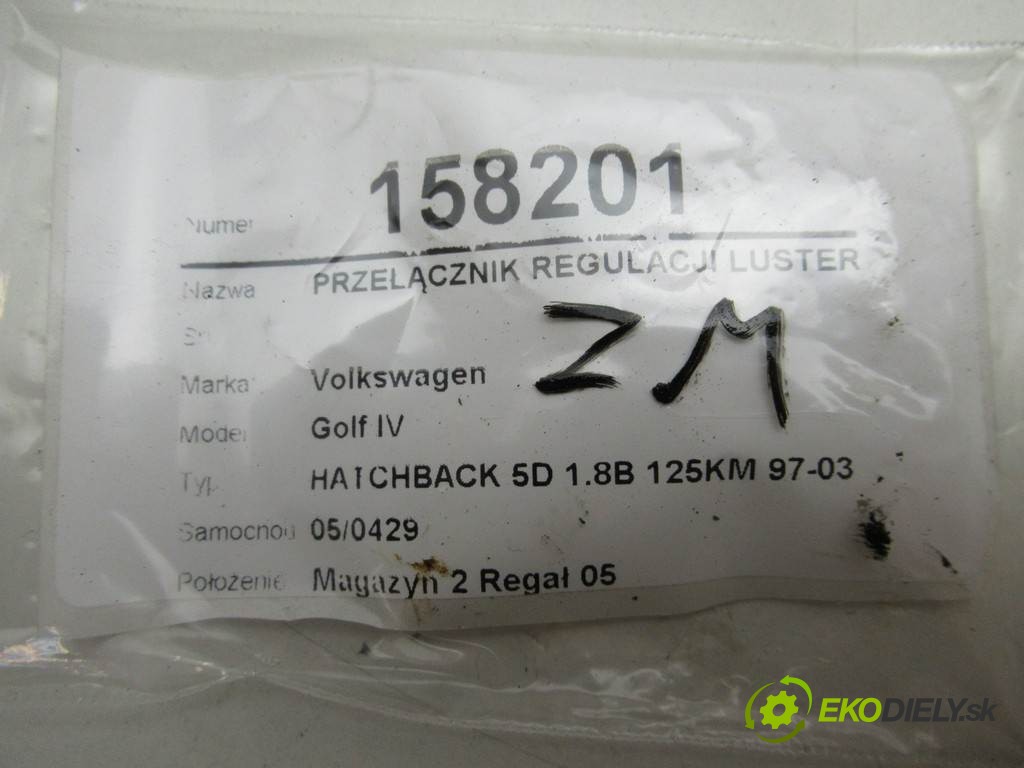 Numer 158201
Nazwa PRZEŁĄCZNIK REGULACJI LUSTER
ZM
Marka Volkswagen
Model Golf IV
Typ HATCHBACK 5D 1.8B 125KM 97-03
Samochód 05/0429
Położenie Magazyn 2 Regał 05
EKODIELY.sk